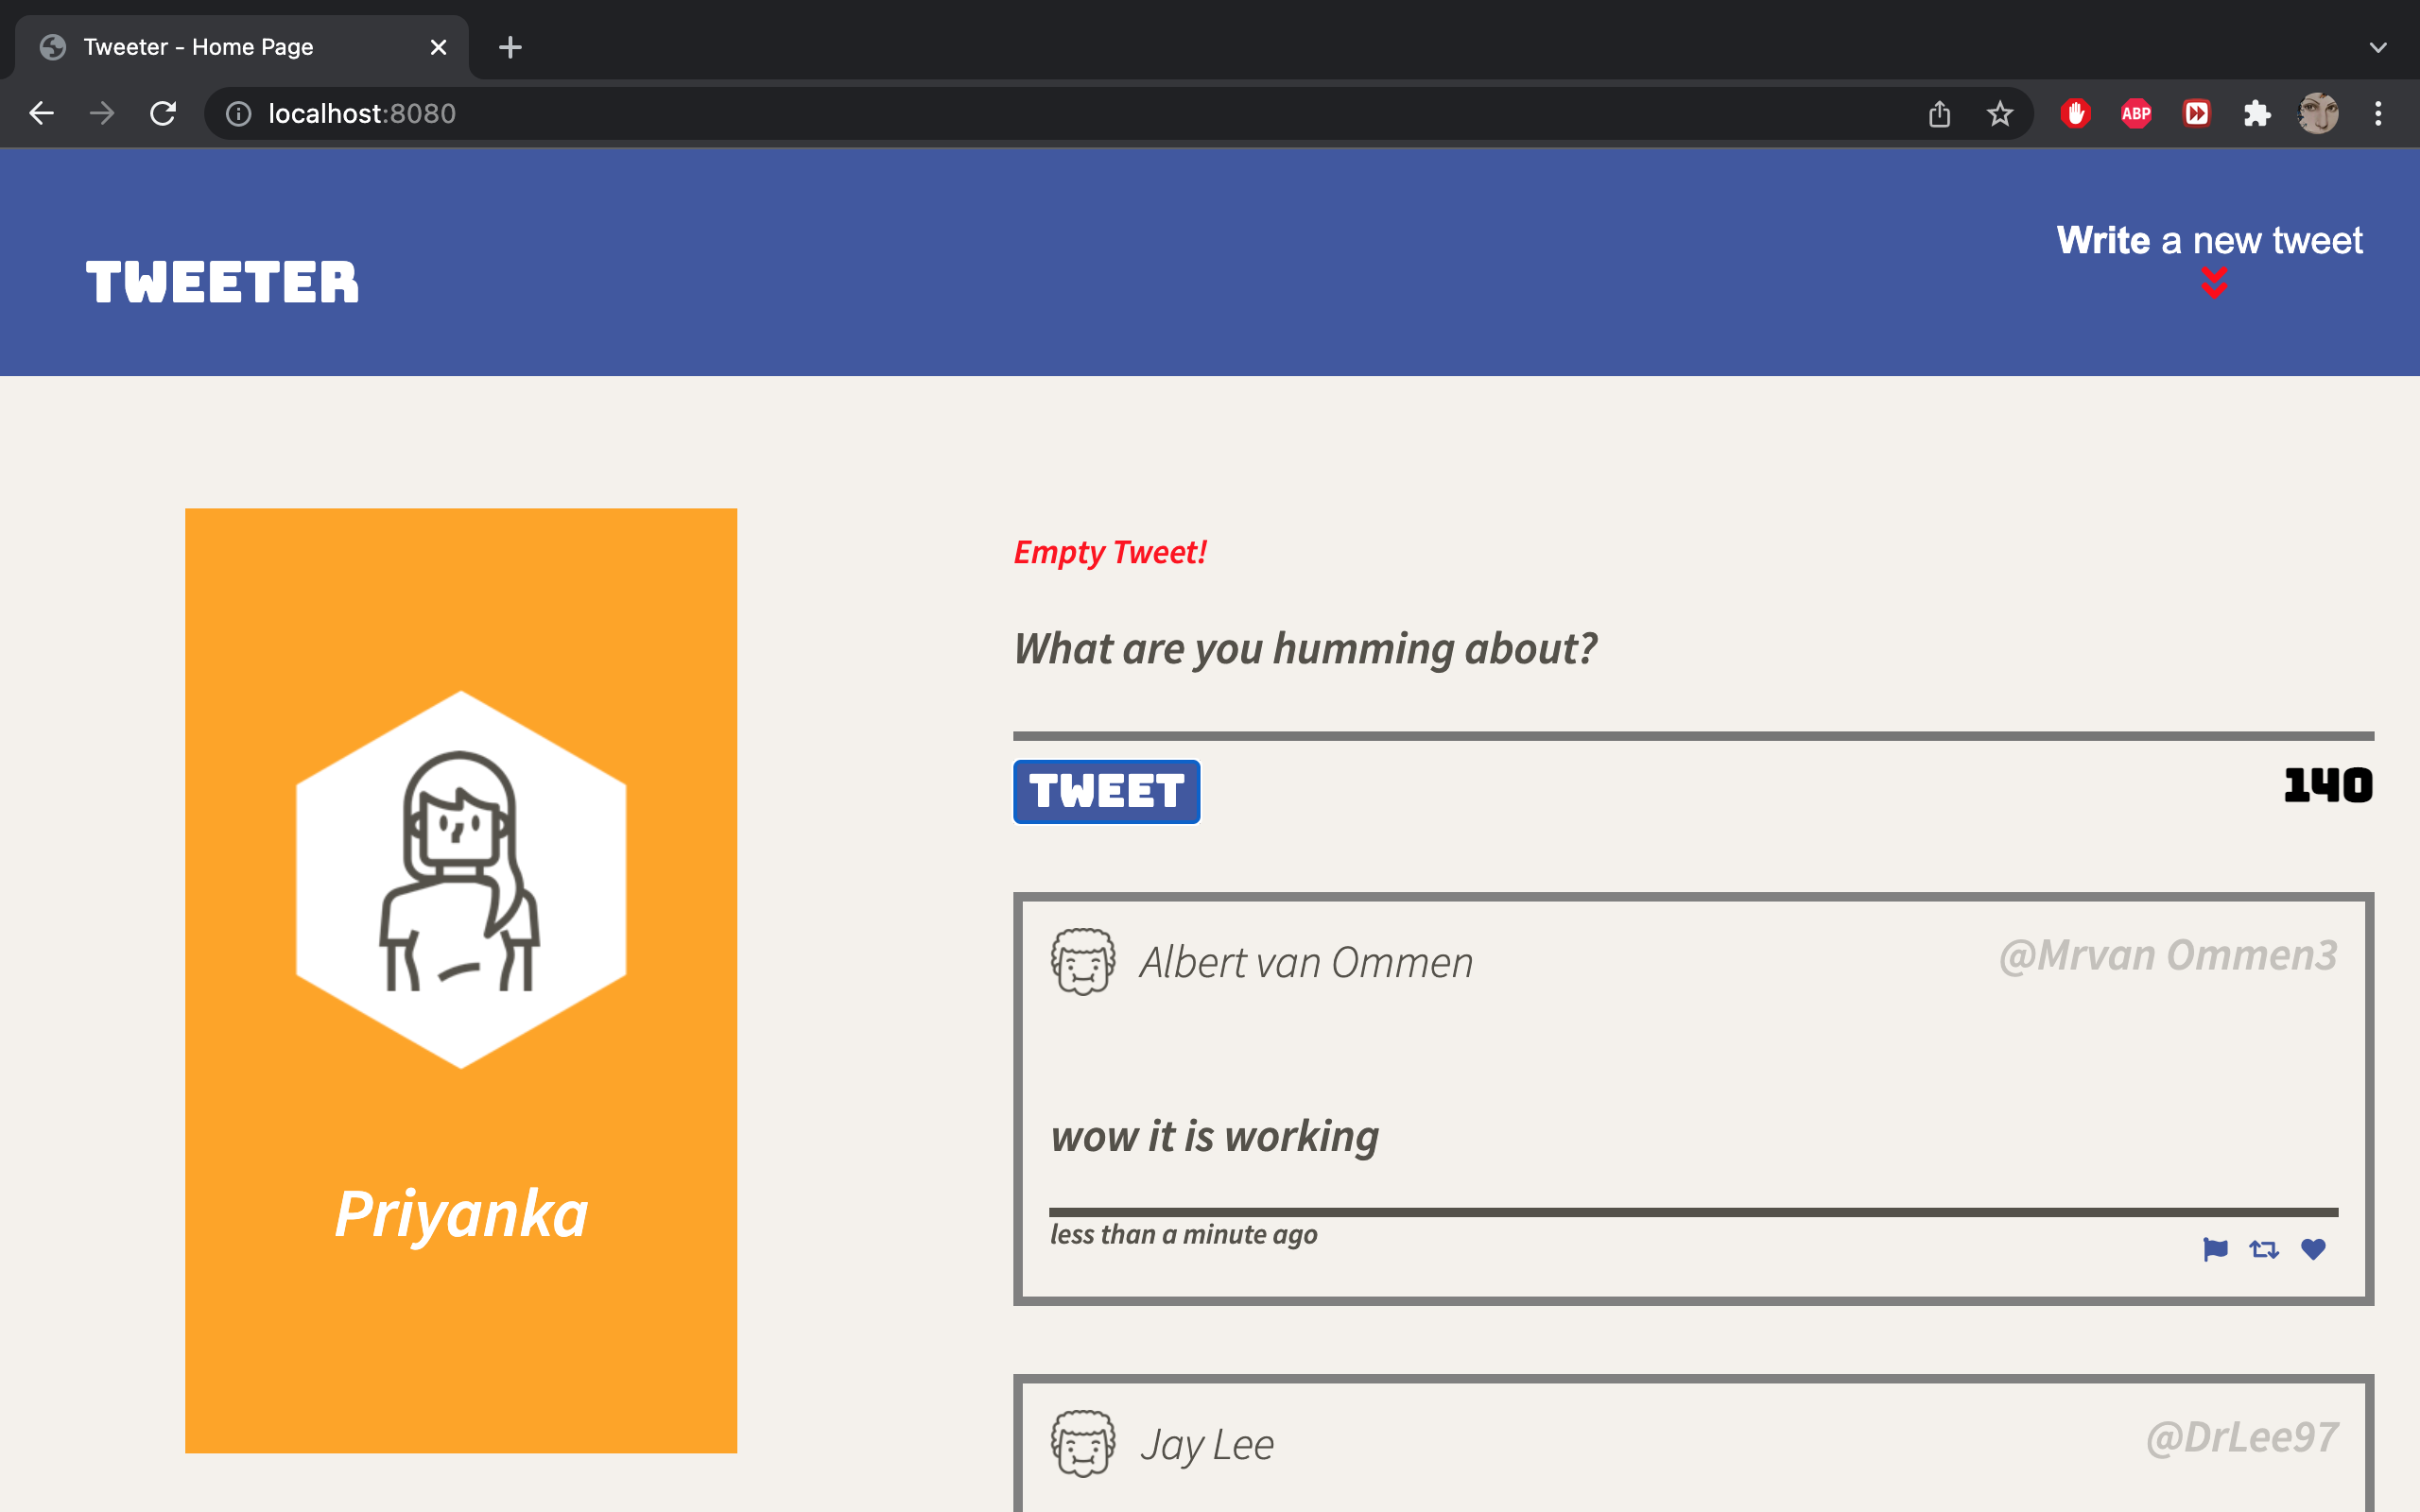 Tweeter - Home Page
localhost:8080
ABP
TWEETER
Write a new tweet
Priyanka
Empty Tweet!
What are you humming about?
TWEET
140
Albert van Ommen
@Mrvan Ommen3
wow it is working
less than a minute ago
Jay Lee
@DrLee97